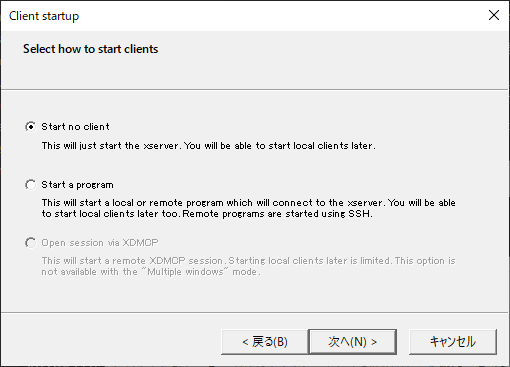 Client startup
Select how to start clients
Start no client
This will just start the xserver. You will be able to start local clients later.
Start a program
This will start a local or remote program which will connect to the xserver. You will be able
to start local clients later too. Remote programs are started using SSH.
Open session via XDMCP
This will start a remote XDMCP session. Starting local clients later is limited. This option is
not available with the "Multiple windows" mode.
< 戻る(B)
次へ(N) >
キャンセル